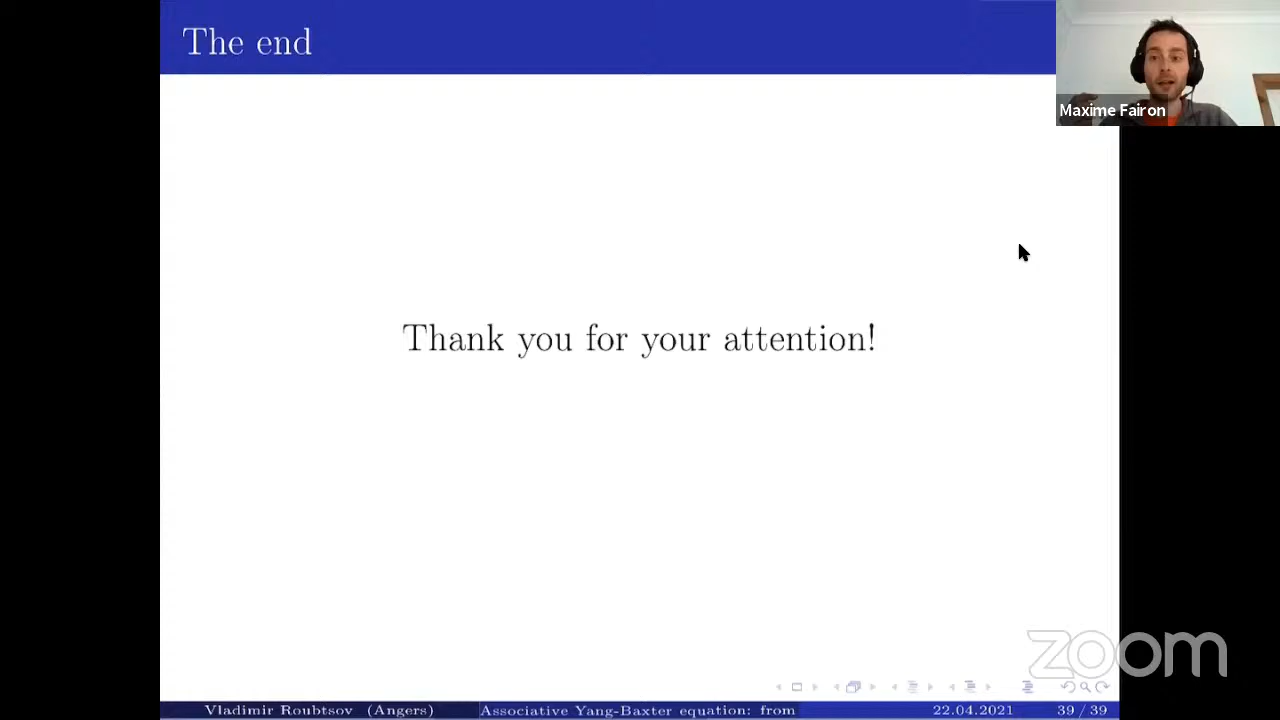 The end
Maxime Fairon
Thank you for your attention!
zoom
Vladimir Roubtsov (Angers)
Associative Yang-Baxter equation: from
22.04.2021
39 / 39